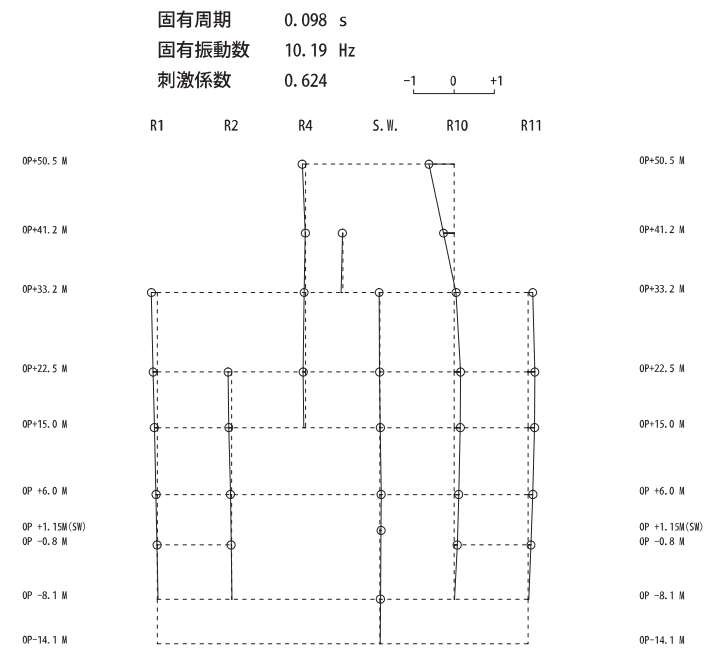 固有周期 0.098 s
固有振動数 10.19 Hz
刺激係数 0.624
-1 0 +1
R1 R2 R4 S.W. R10 R11
OP+50.5 M OP+50.5 M
OP+41.2 M OP+41.2 M
OP+33.2 M OP+33.2 M
OP+22.5 M OP+22.5 M
OP+15.0 M OP+15.0 M
OP +6.0 M OP +6.0 M
OP +1.15M(SW) OP +1.15M(SW)
OP -0.8 M OP -0.8 M
OP -8.1 M OP -8.1 M
OP-14.1 M OP-14.1 M